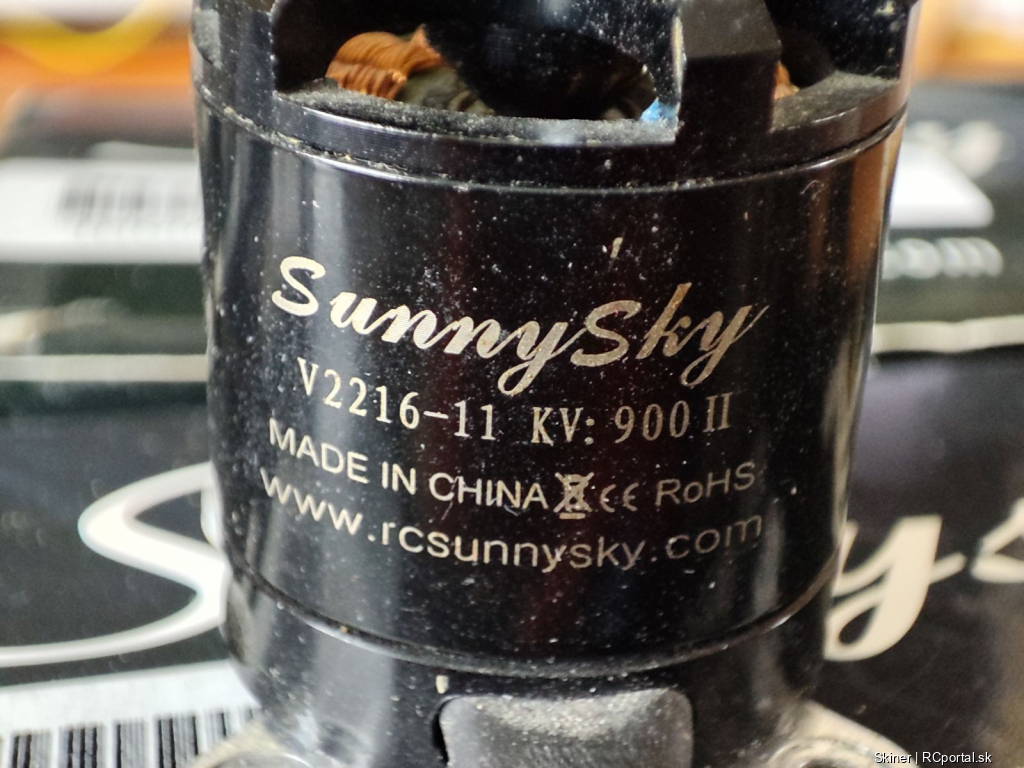 SunnySky
V2216-11 KV: 900 II
MADE IN CHINA CE RoHS
www.rcsunnysky.com
Skiner | RCportal.sk